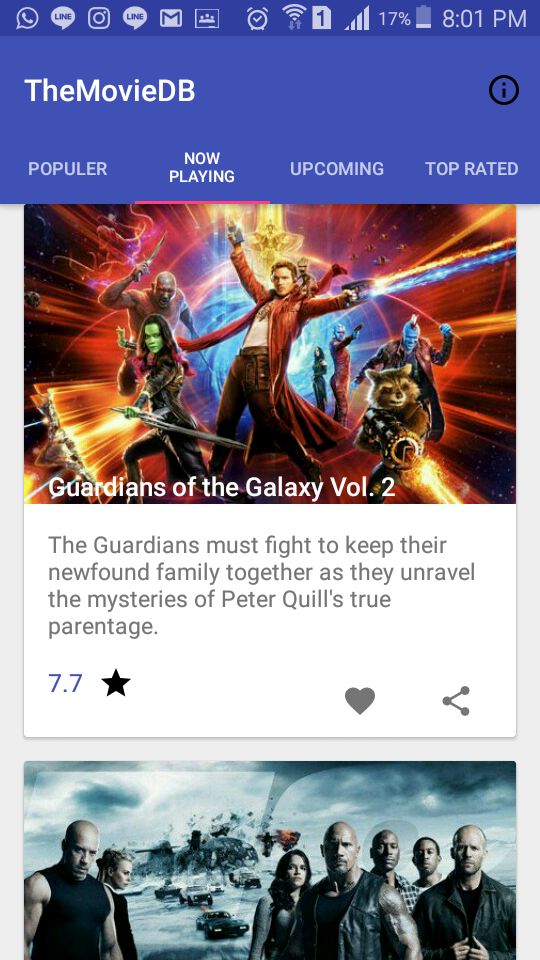 LINE
LINE
1
17%
8:01 PM
TheMovieDB
POPULER
NOW
PLAYING
UPCOMING
TOP RATED
Guardians of the Galaxy Vol. 2
The Guardians must fight to keep their
newfound family together as they unravel
the mysteries of Peter Quill's true
parentage.
7.7